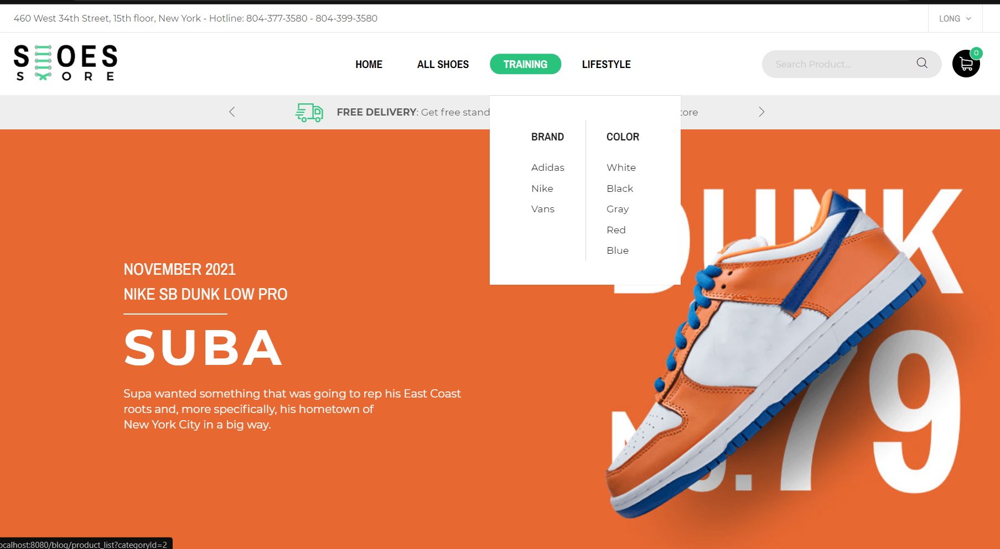 460 West 34th Street, 15th floor, New York - Hotline: 804-377-3580 - 804-399-3580
LONG
SHOES
STORE
HOME
ALL SHOES
TRAINING
LIFESTYLE
Search Product...
0
FREE DELIVERY: Get free stand
tore
BRAND
Adidas
Nike
Vans
COLOR
White
Black
Gray
Red
Blue
DUNK
NOVEMBER 2021
NIKE SB DUNK LOW PRO
SUBA
Supa wanted something that was going to rep his East Coast
roots and, more specifically, his hometown of
New York City in a big way.
79
ocalhost:8080/blog/product_list?categoryId=2